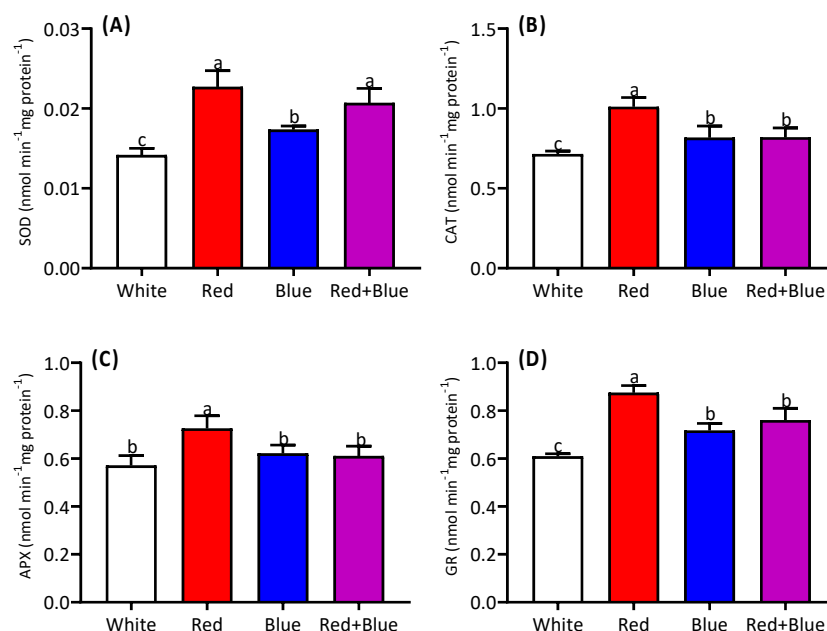 (A)
SOD (nmol min⁻¹mg protein⁻¹)
0.03
0.02
0.01
0.00
c
a
b
a
White Red Blue Red+Blue
(B)
CAT (nmol min⁻¹mg protein⁻¹)
1.5
1.0
0.5
0.0
c
a
b
b
White Red Blue Red+Blue
(C)
APX (nmol min⁻¹mg protein⁻¹)
1.0
0.8
0.6
0.4
0.2
0.0
b
a
b
b
White Red Blue Red+Blue
(D)
GR (nmol min⁻¹mg protein⁻¹)
1.0
0.8
0.6
0.4
0.2
0.0
c
a
b
b
White Red Blue Red+Blue